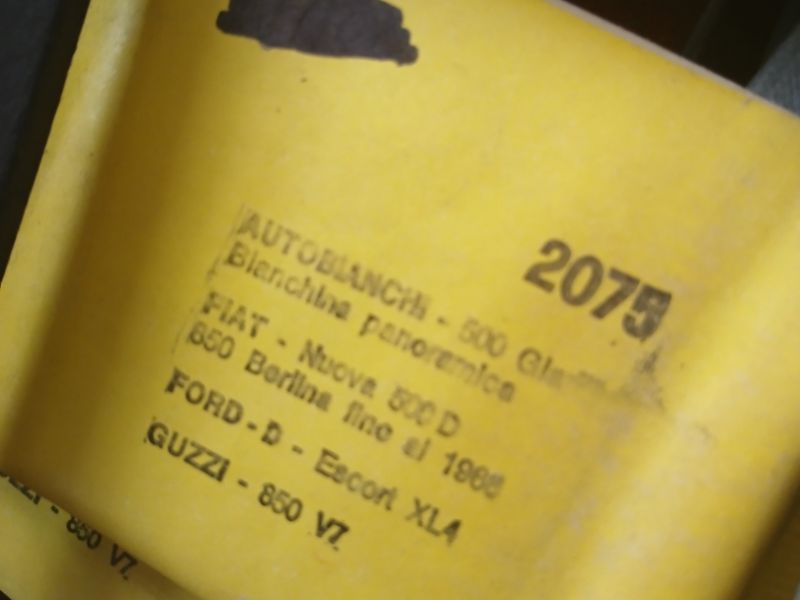 2075
AUTOBIANCHI - 500
Bianchina panoramica
FIAT - Nuova 500 D
850 Berlina fino al 1968
FORD - D - Escort XL4
GUZZI - 850 V7
GUZZI - 850 V7